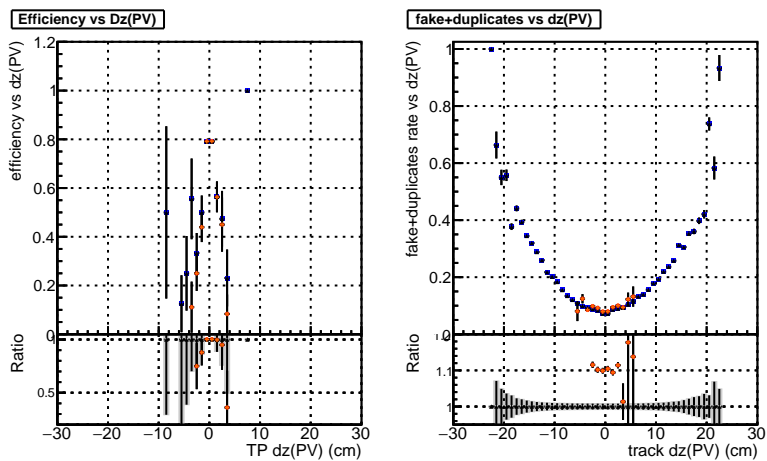 Efficiency vs Dz(PV)
efficiency vs dz(PV)
1.2
1
0.8
0.6
0.4
0.2
0
Ratio
1
0.5
−30 −20 −10 0 10 20 30
TP dz(PV) (cm)
fake+duplicates vs dz(PV)
fake+duplicates rate vs dz(PV)
1
0.8
0.6
0.4
0.2
Ratio
1.1
1
−30 −20 −10 0 10 20 30
track dz(PV) (cm)